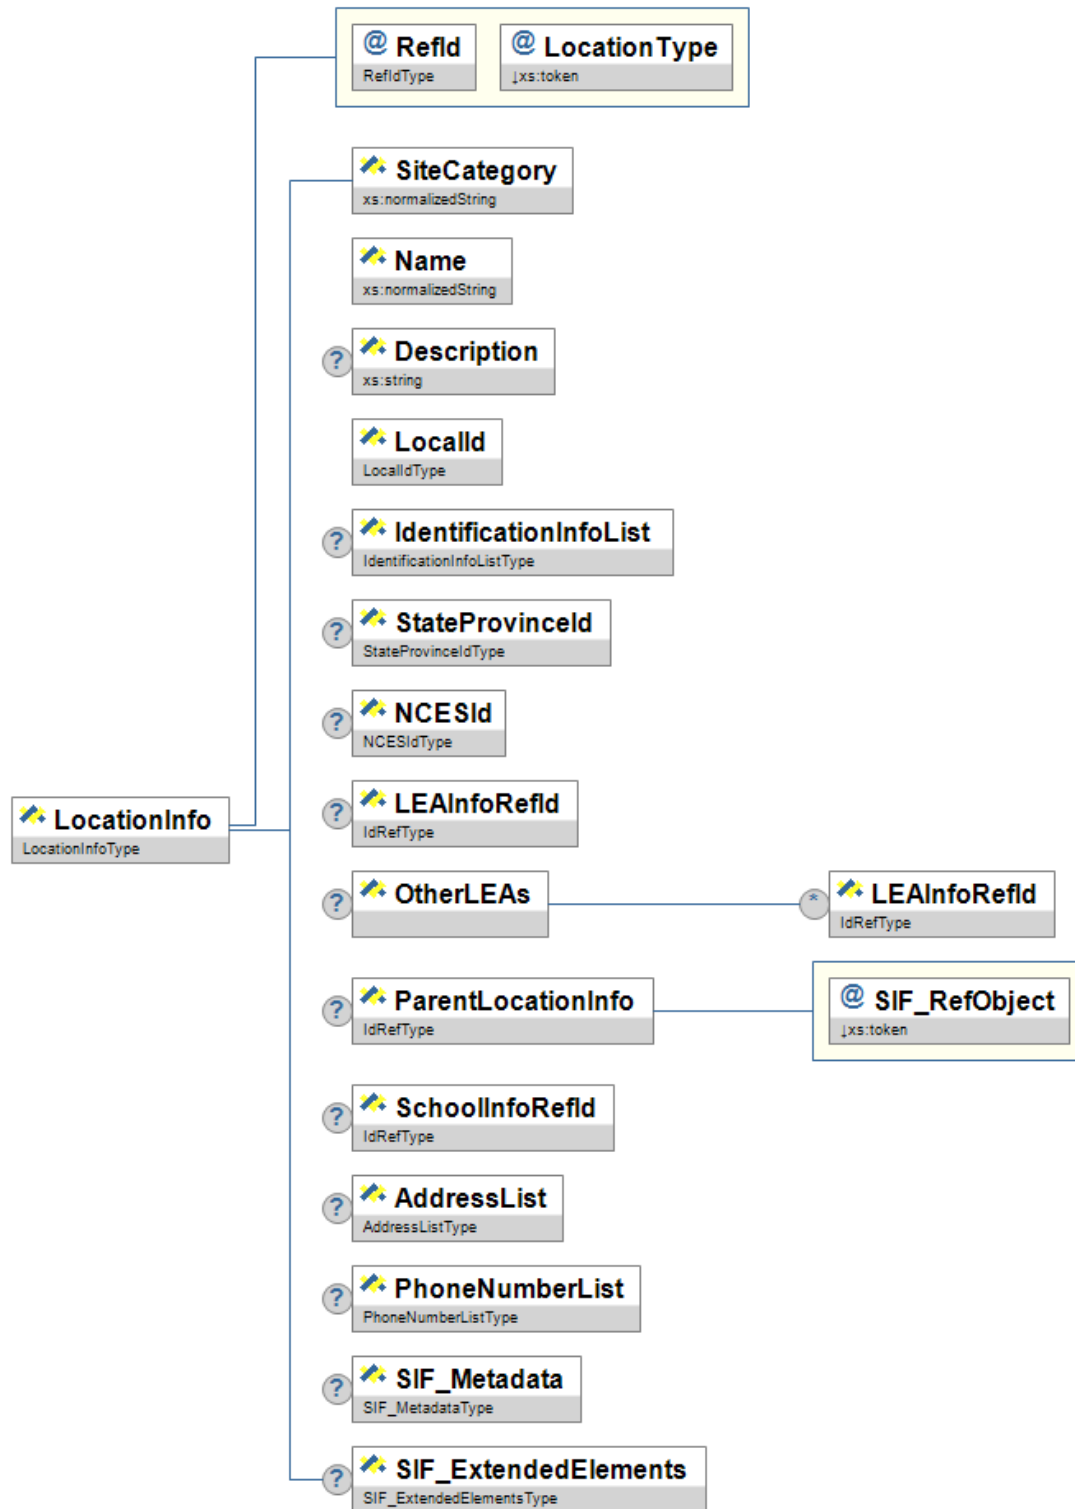 @ RefId
RefIdType
@ LocationType
↓xs:token
SiteCategory
xs:normalizedString
Name
xs:normalizedString
? Description
xs:string
LocalId
LocalIdType
? IdentificationInfoList
IdentificationInfoListType
? StateProvinceId
StateProvinceIdType
? NCESId
NCESIdType
LocationInfo
LocationInfoType
? LEAInfoRefId
IdRefType
? OtherLEAs
* LEAInfoRefId
IdRefType
? ParentLocationInfo
IdRefType
@ SIF_RefObject
↓xs:token
? SchoolInfoRefId
IdRefType
? AddressList
AddressListType
? PhoneNumberList
PhoneNumberListType
? SIF_Metadata
SIF_MetadataType
? SIF_ExtendedElements
SIF_ExtendedElementsType